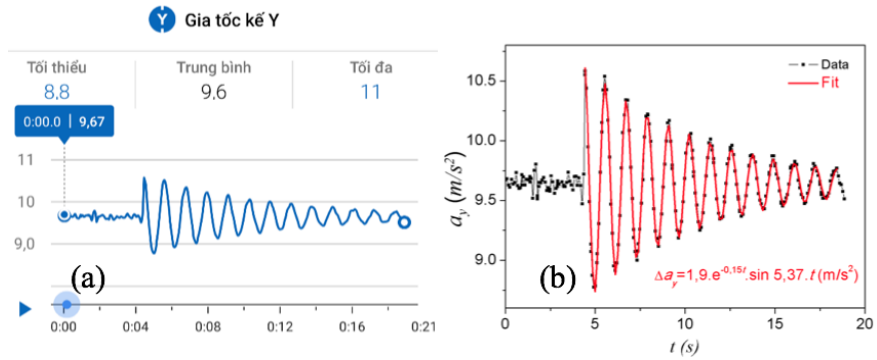 Y Gia tốc kế Y
Tối thiểu Trung bình Tối đa
8,8 9,6 11
0:00.0 | 9,67
11
10
9,0
(a)
0:00 0:04 0:08 0:12 0:16 0:21
10.5
10.0
9.5
9.0
a_y (m/s²)
Data
Fit
(b)
Δa_y=1,9.e^-0,15t.sin 5,37.t (m/s²)
0 5 10 15 20
t (s)